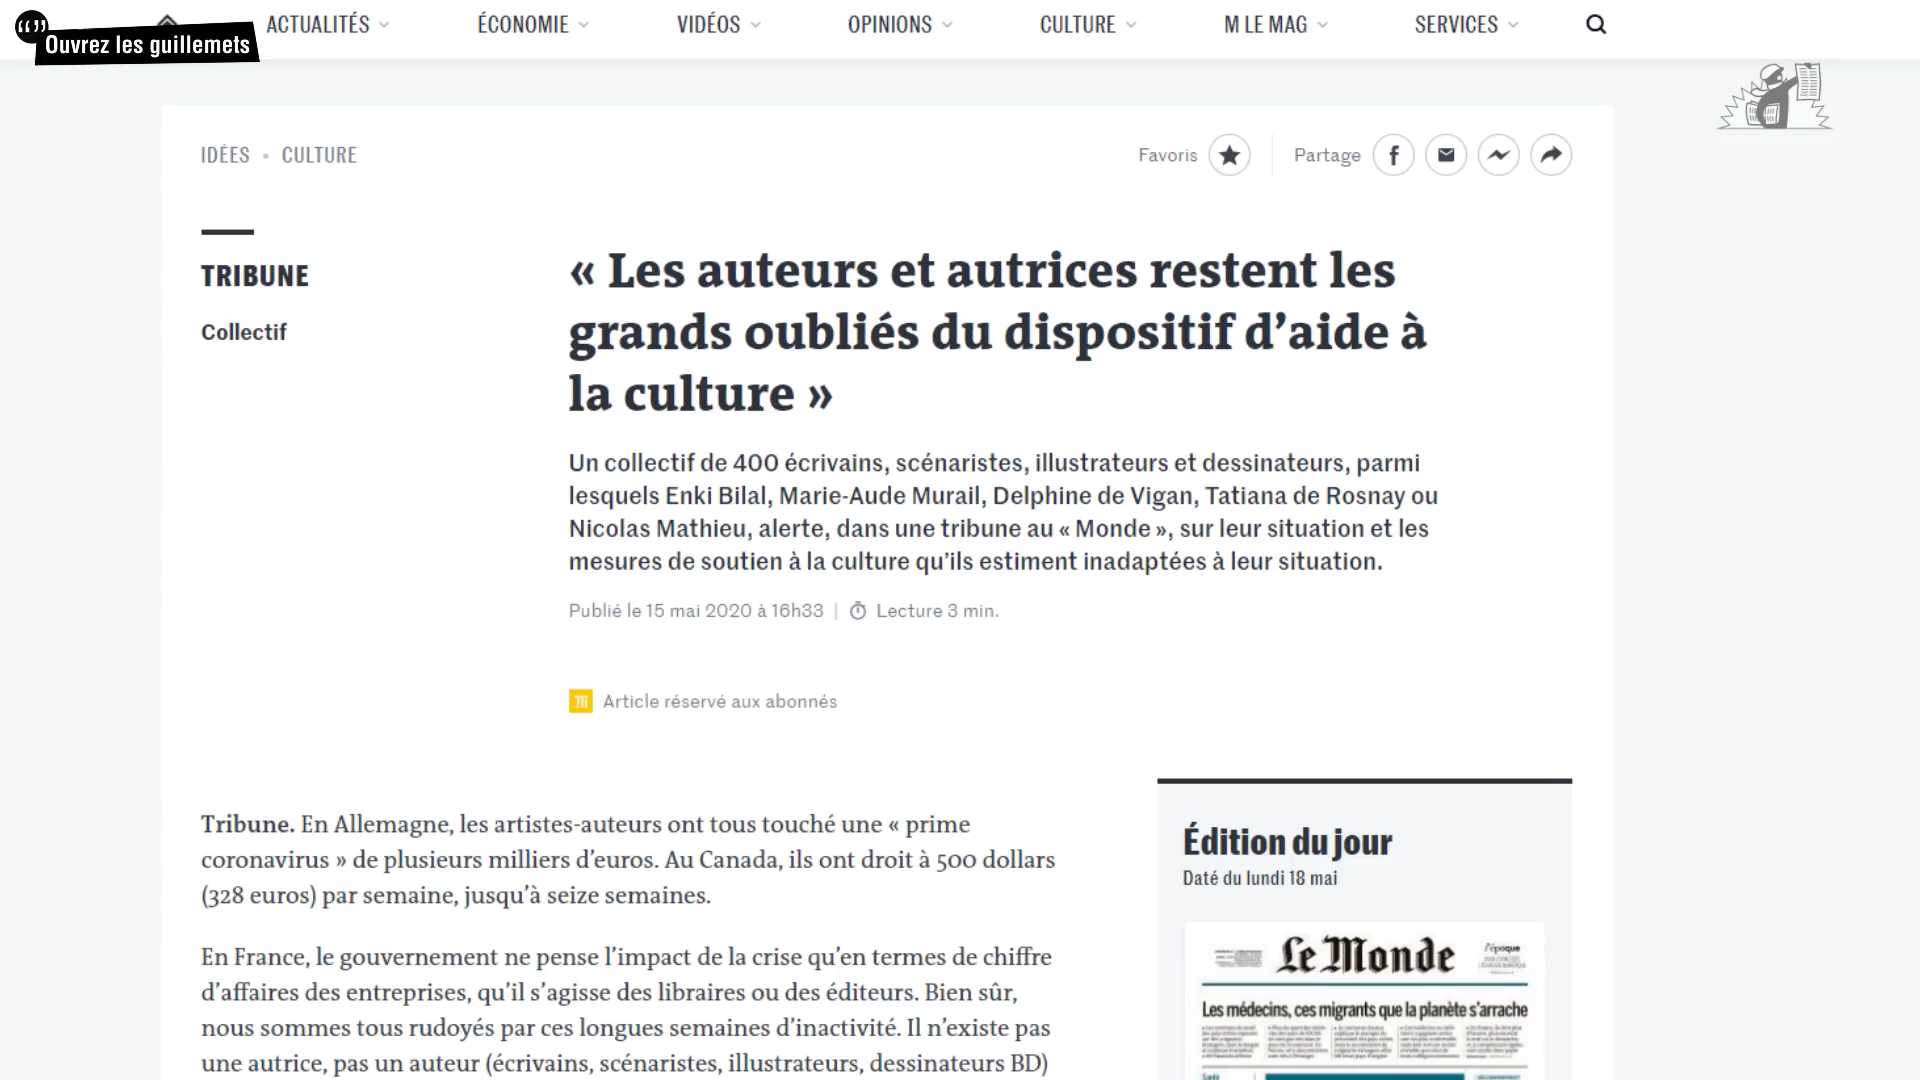 Ouvrez les guillemets
ACTUALITÉS
ÉCONOMIE
VIDÉOS
OPINIONS
CULTURE
M LE MAG
SERVICES
IDÉES • CULTURE
Favoris
Partage
TRIBUNE
Collectif
« Les auteurs et autrices restent les
grands oubliés du dispositif d’aide à
la culture »
Un collectif de 400 écrivains, scénaristes, illustrateurs et dessinateurs, parmi
lesquels Enki Bilal, Marie-Aude Murail, Delphine de Vigan, Tatiana de Rosnay ou
Nicolas Mathieu, alerte, dans une tribune au « Monde », sur leur situation et les
mesures de soutien à la culture qu’ils estiment inadaptées à leur situation.
Publié le 15 mai 2020 à 16h33 | Lecture 3 min.
Article réservé aux abonnés
Tribune. En Allemagne, les artistes-auteurs ont tous touché une « prime
coronavirus » de plusieurs milliers d’euros. Au Canada, ils ont droit à 500 dollars
(328 euros) par semaine, jusqu’à seize semaines.
En France, le gouvernement ne pense l’impact de la crise qu’en termes de chiffre
d’affaires des entreprises, qu’il s’agisse des libraires ou des éditeurs. Bien sûr,
nous sommes tous rudoyés par ces longues semaines d’inactivité. Il n’existe pas
une autrice, pas un auteur (écrivains, scénaristes, illustrateurs, dessinateurs BD)
Édition du jour
Daté du lundi 18 mai
Le Monde
l'époque
Les médecins, ces migrants que la planète s’arrache